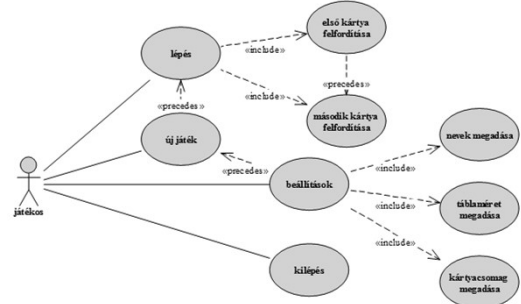 első kártya
felfordítása
lépés
«include»
«precedes»
«include»
«precedes»
második kártya
felfordítása
új játék
nevek megadása
«precedes»
«include»
beállítások
játékos
«include»
táblaméret
megadása
«include»
kilépés
kártyacsomag
megadása